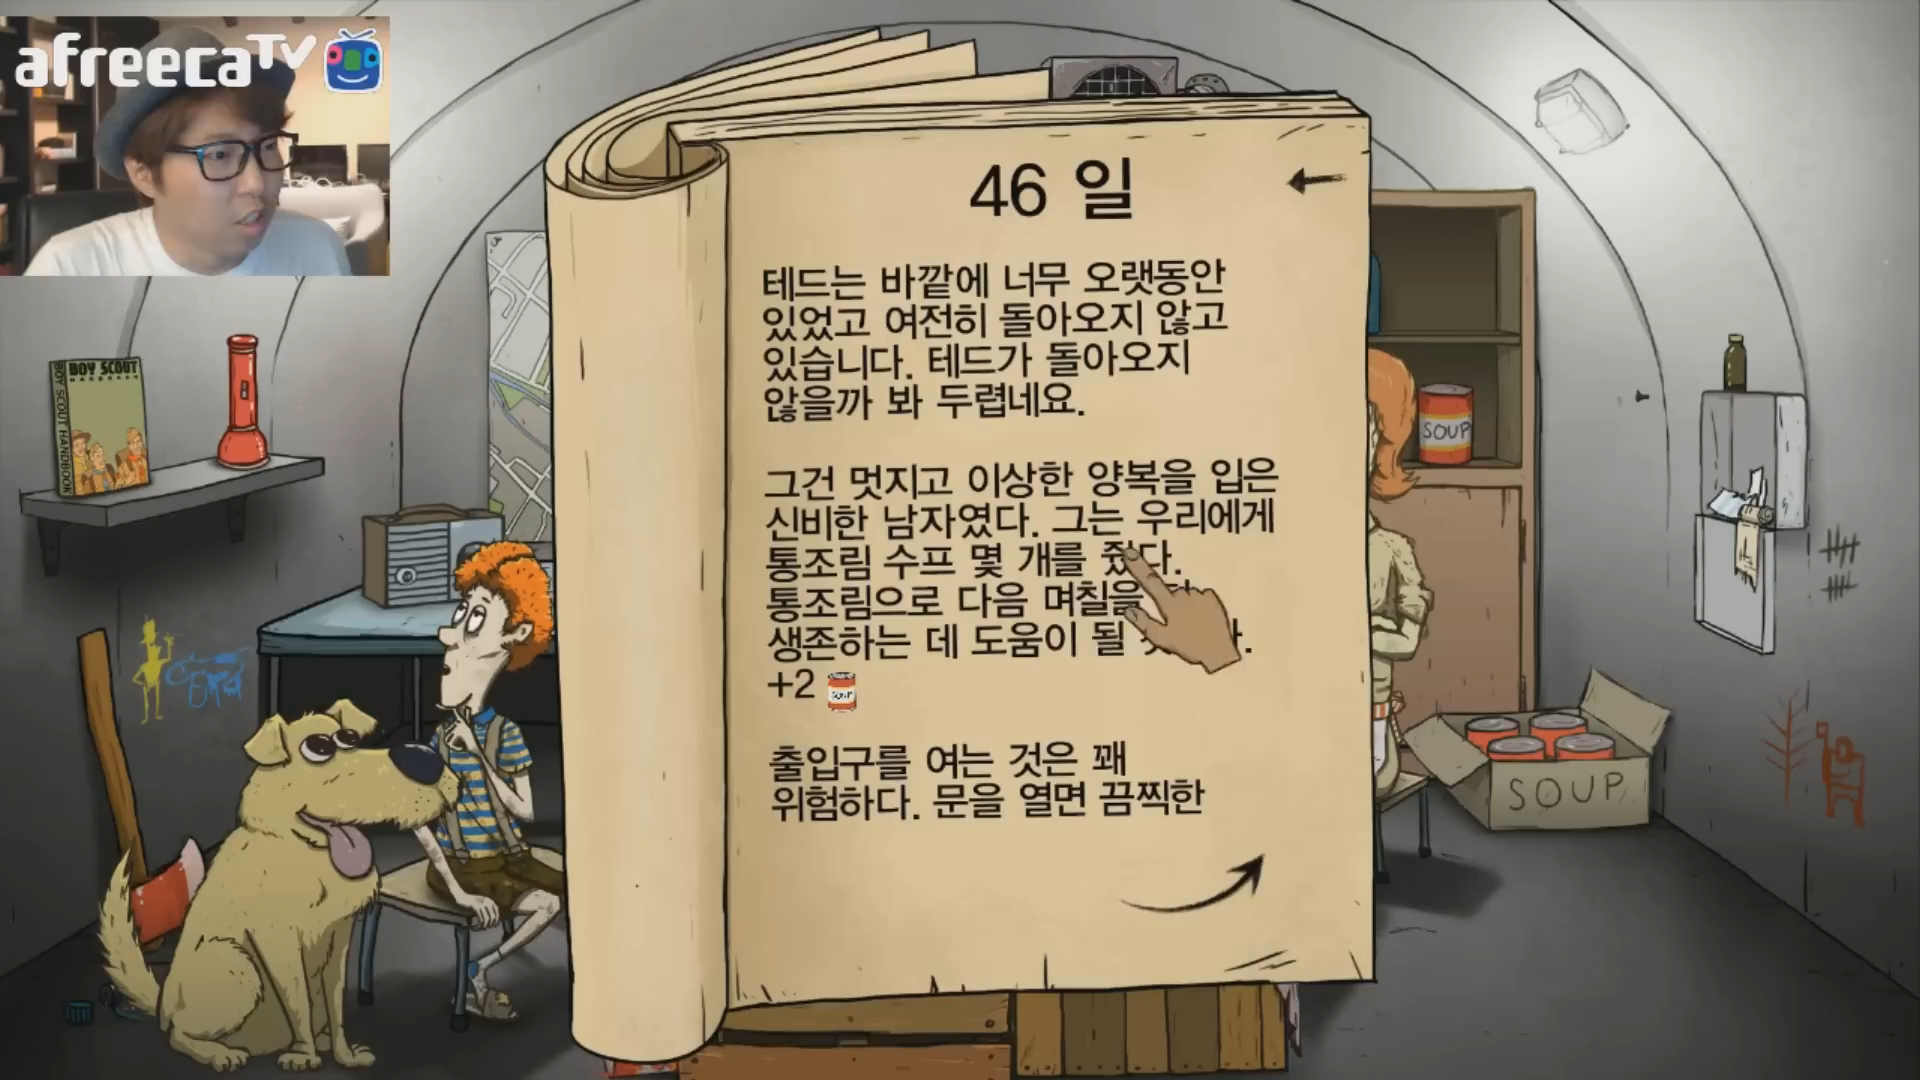 afreecaTV
46 일
테드는 바깥에 너무 오랫동안
있었고 여전히 돌아오지 않고
있습니다. 테드가 돌아오지
않을까 봐 두렵네요.
그건 멋지고 이상한 양복을 입은
신비한 남자였다. 그는 우리에게
통조림 수프 몇 개를 줬다.
통조림으로 다음 며칠을
생존하는 데 도움이 될
+2
SOUP
출입구를 여는 것은 꽤
위험하다. 문을 열면 끔찍한
BOY SCOUT
HANDBOOK
BOY SCOUT HANDBOOK
SOUP
SOUP